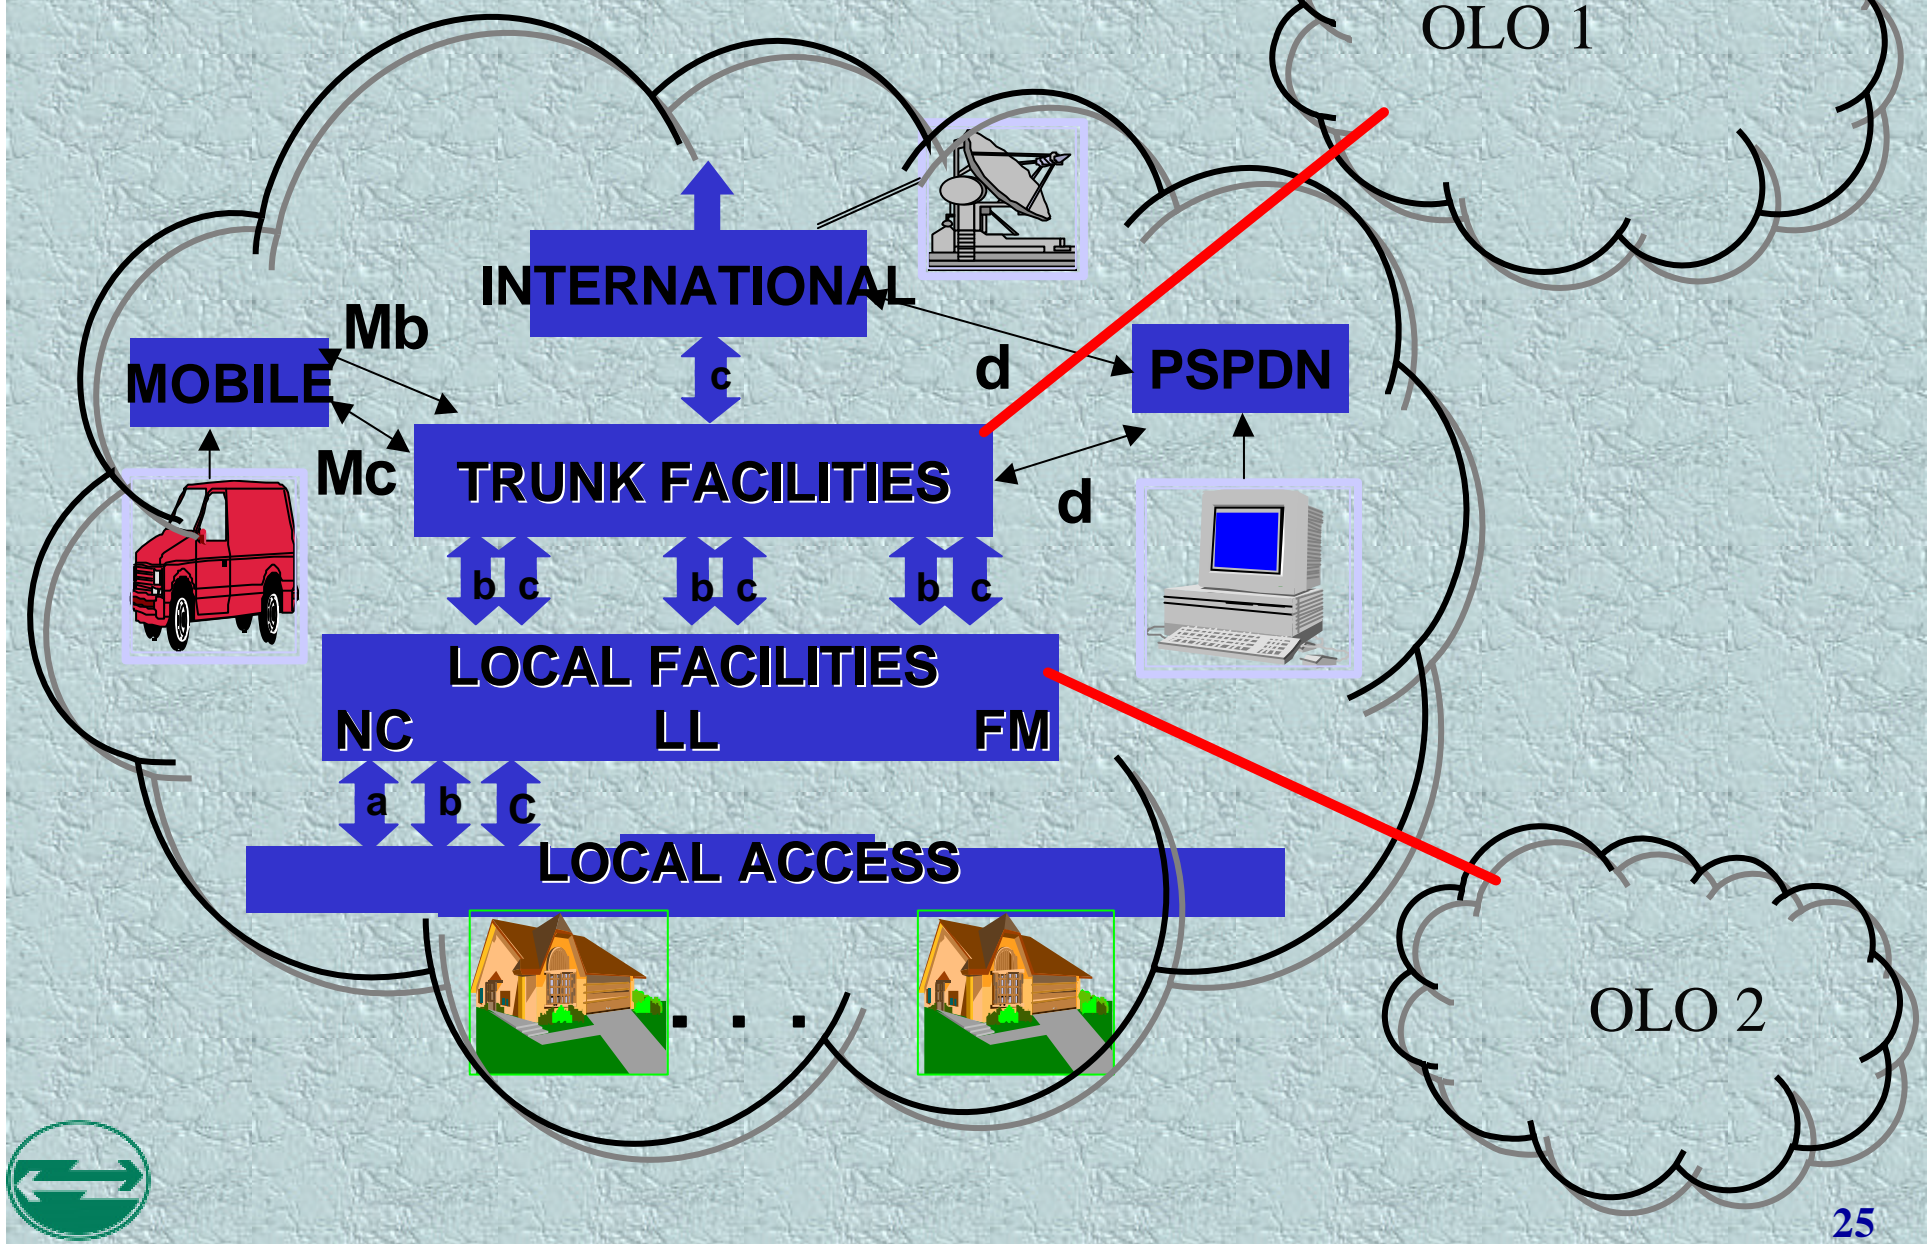 OLO 1
INTERNATIONAL
Mb
MOBILE
c
d
PSPDN
Mc
TRUNK FACILITIES
d
b c b c b c
LOCAL FACILITIES
NC LL FM
a b C
LOCAL ACCESS
. . .
OLO 2
25